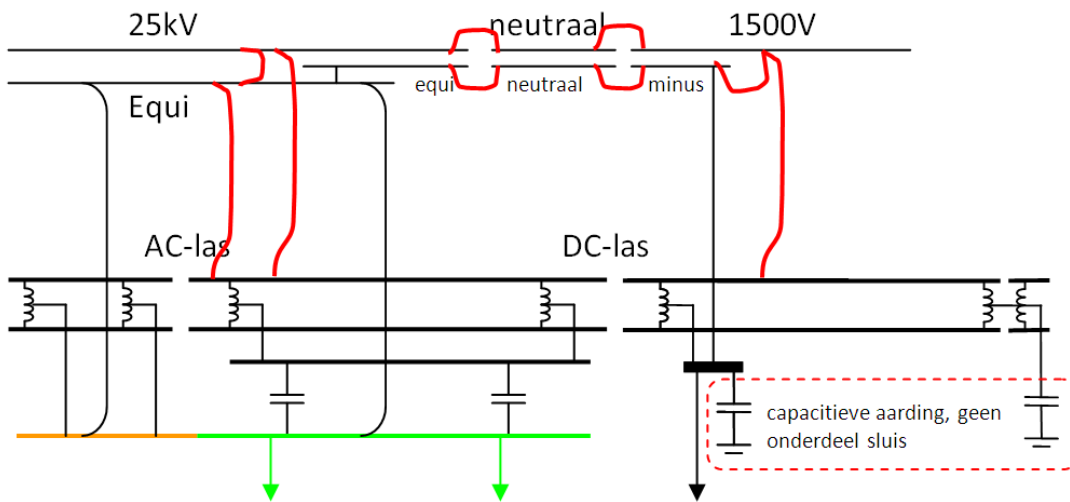 25kV
neutraal
1500V
equi
neutraal
minus
Equi
AC-las
DC-las
capacitieve aarding, geen
onderdeel sluis